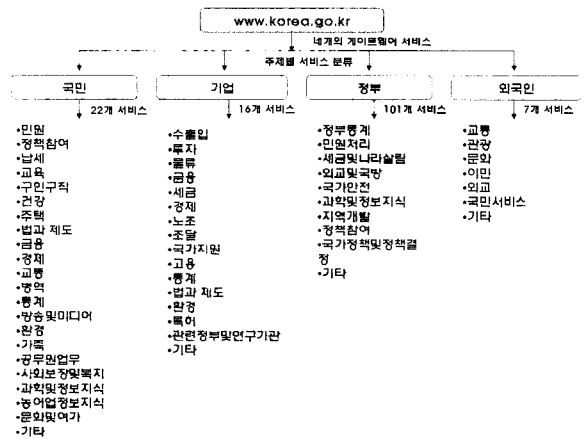 www.korea.go.kr
네개의 게이트웨어 서비스
주제별 서비스 분류
국민
기업
정부
외국인
22개 서비스
16개 서비스
101개 서비스
7개 서비스
•민원
•정책참여
•납세
•교육
•구인구직
•건강
•주택
•법과 제도
•금융
•경제
•교통
•병역
•통계
•방송및미디어
•환경
•가족
•공무원업무
•사회보장및복지
•과학및정보지식
•농어업정보지식
•문화및여가
•기타
•수출입
•투자
•물류
•금융
•세금
•경제
•노조
•조달
•국가지원
•고용
•통계
•법과 제도
•환경
•특허
•관련정부및연구기관
•기타
•정부통계
•민원처리
•세금및나라살림
•외교및국방
•국가안전
•과학및정보지식
•지역개발
•정책참여
•국가정책및정책결
정
•기타
•교통
•관광
•문화
•이민
•외교
•국민서비스
•기타